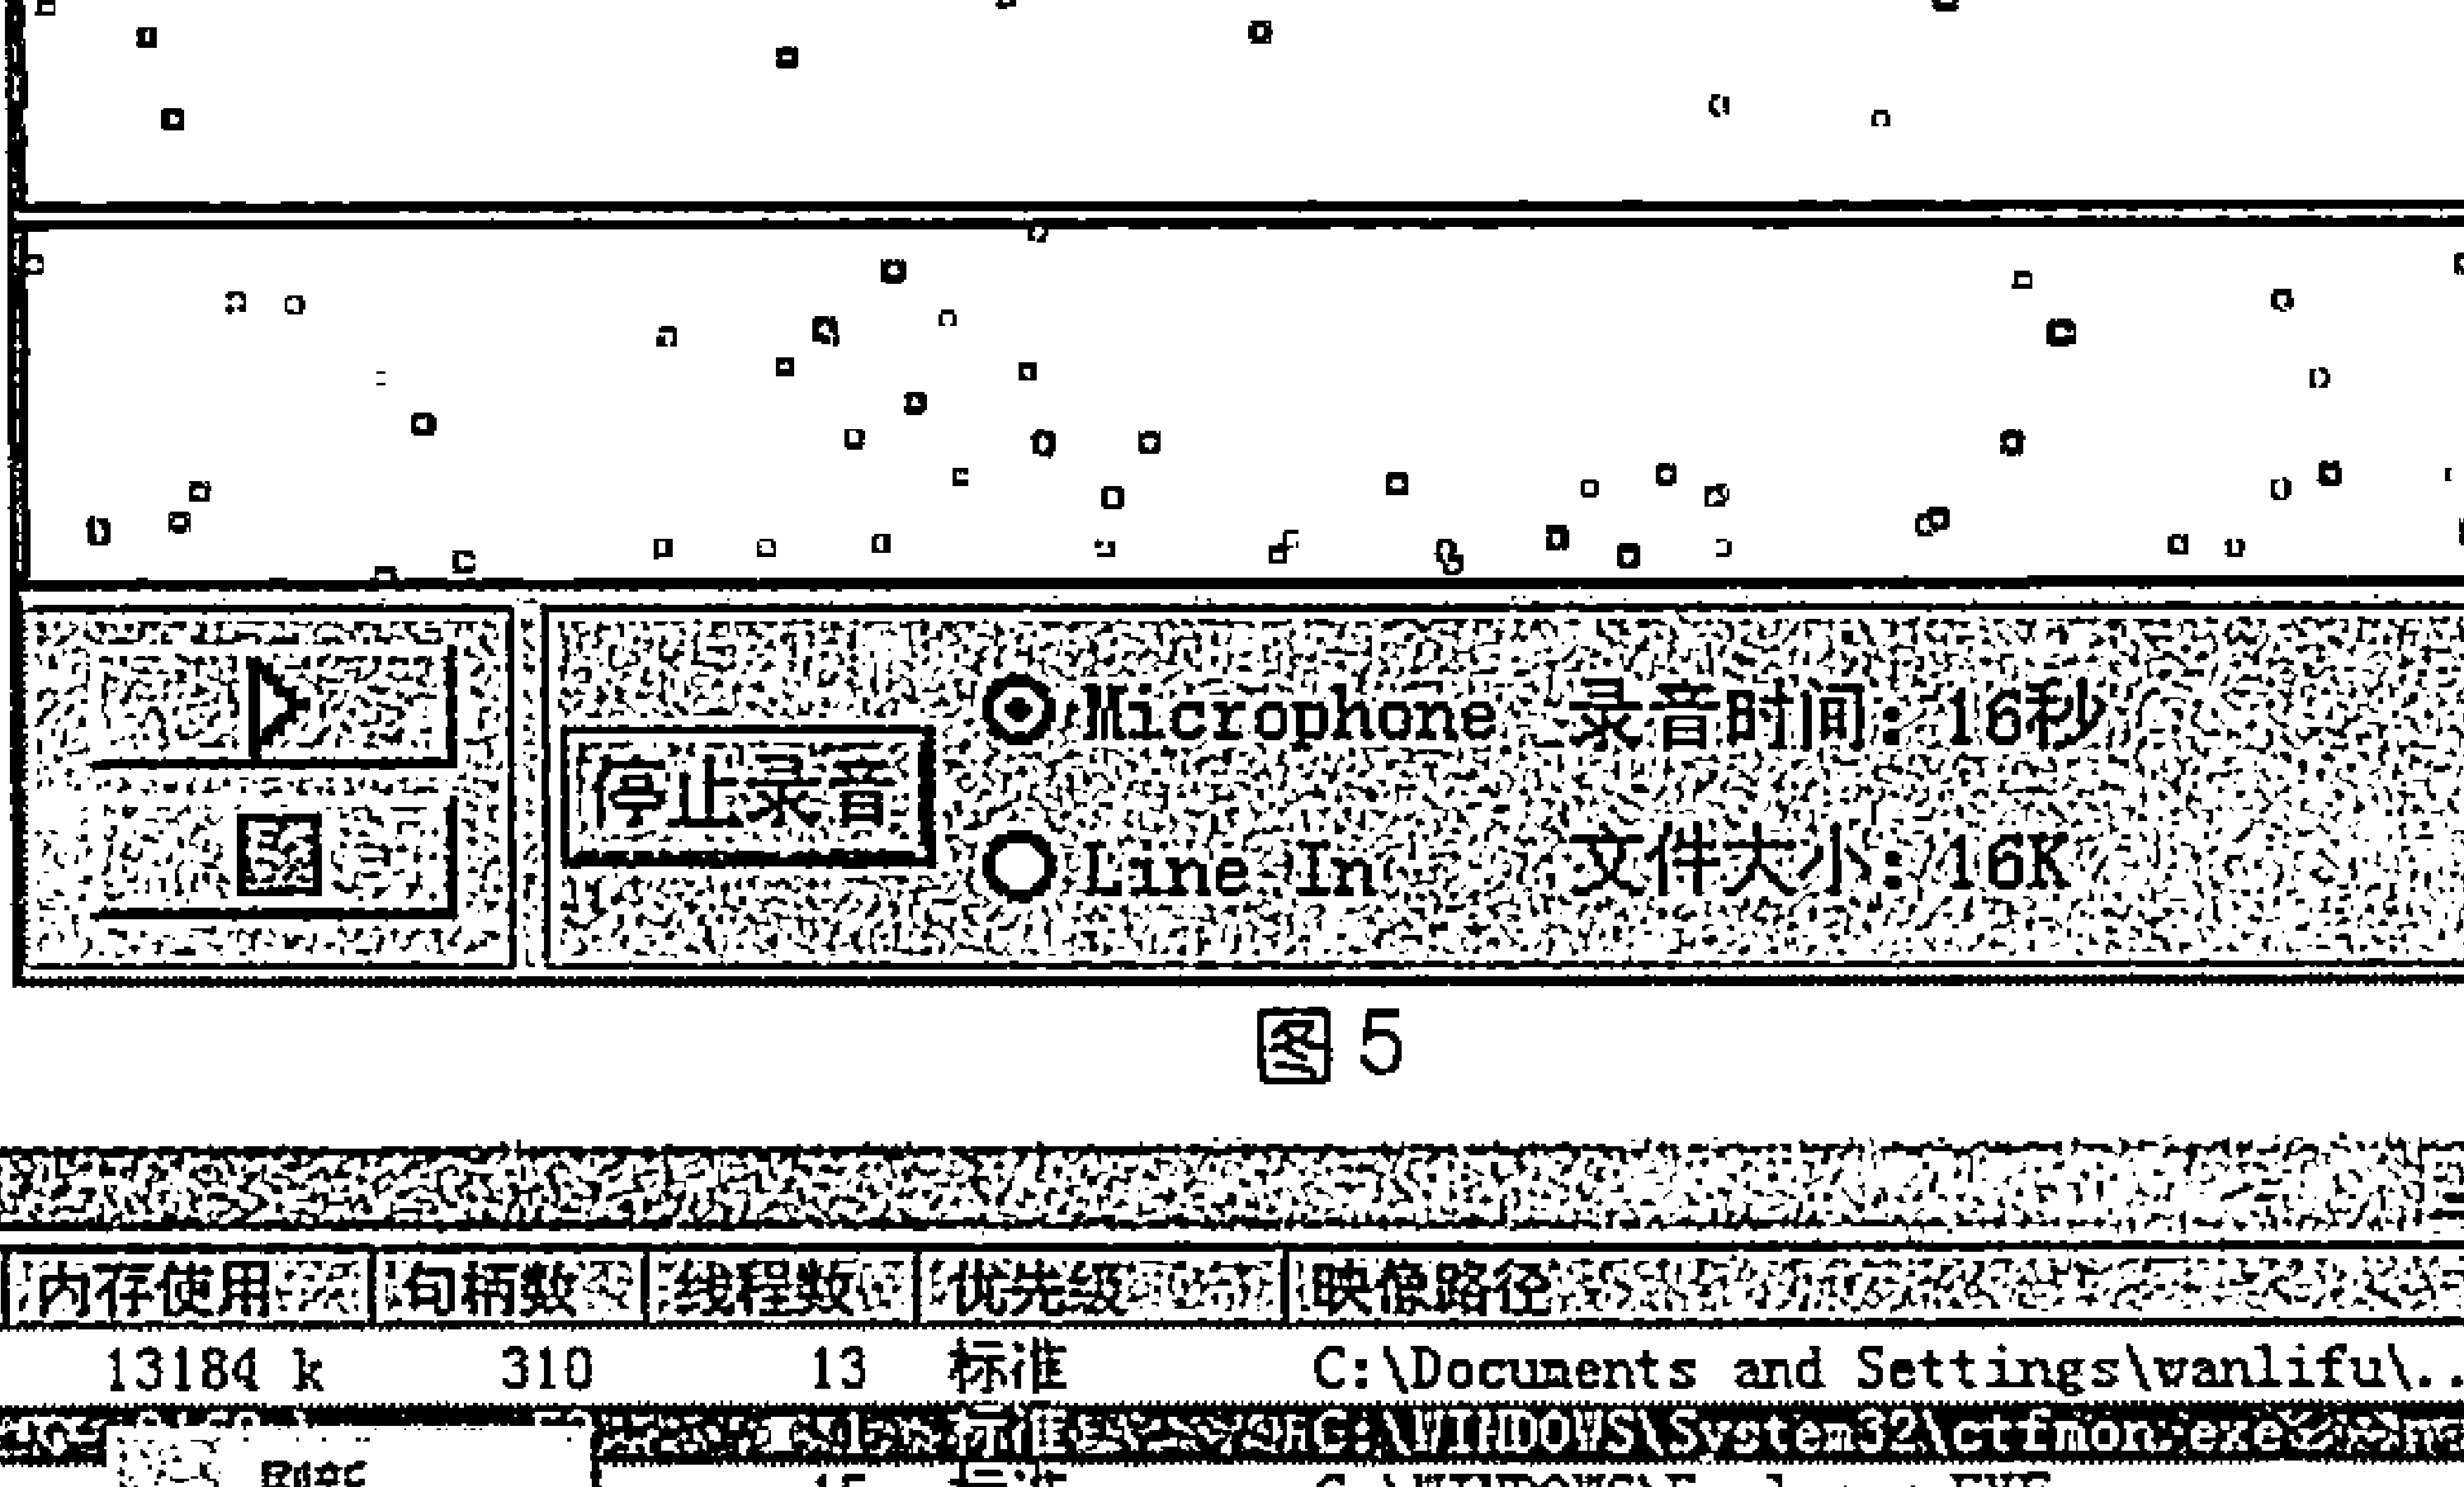 Microphone 录音时间: 16秒
停止录音
Line In 文件大小: 16K
图 5
内存使用 句柄数 线程数 优先级 映像路径
13184 k 310 13 标准 C:\Documents and Settings\wanlifu\..
标准 C:\WINDOWS\System32\ctfmon.exe